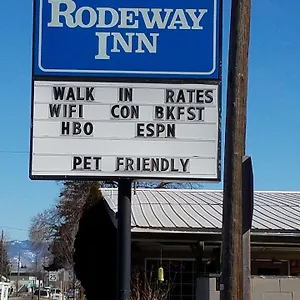 RODEWAY
INN
WALK IN RATES
WIFI CON BKFST
HBO ESPN
PET FRIENDLY